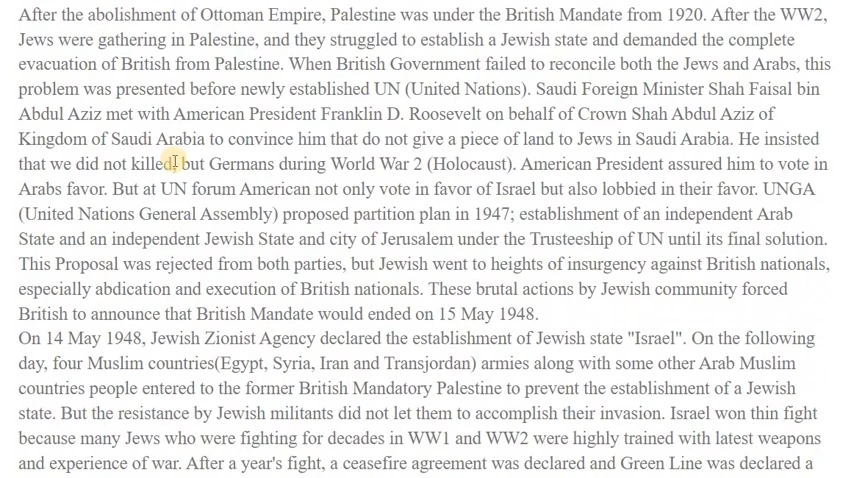 After the abolishment of Ottoman Empire, Palestine was under the British Mandate from 1920. After the WW2,
Jews were gathering in Palestine, and they struggled to establish a Jewish state and demanded the complete
evacuation of British from Palestine. When British Government failed to reconcile both the Jews and Arabs, this
problem was presented before newly established UN (United Nations). Saudi Foreign Minister Shah Faisal bin
Abdul Aziz met with American President Franklin D. Roosevelt on behalf of Crown Shah Abdul Aziz of
Kingdom of Saudi Arabia to convince him that do not give a piece of land to Jews in Saudi Arabia. He insisted
that we did not killed, but Germans during World War 2 (Holocaust). American President assured him to vote in
Arabs favor. But at UN forum American not only vote in favor of Israel but also lobbied in their favor. UNGA
(United Nations General Assembly) proposed partition plan in 1947; establishment of an independent Arab
State and an independent Jewish State and city of Jerusalem under the Trusteeship of UN until its final solution.
This Proposal was rejected from both parties, but Jewish went to heights of insurgency against British nationals,
especially abdication and execution of British nationals. These brutal actions by Jewish community forced
British to announce that British Mandate would ended on 15 May 1948.
On 14 May 1948, Jewish Zionist Agency declared the establishment of Jewish state "Israel". On the following
day, four Muslim countries(Egypt, Syria, Iran and Transjordan) armies along with some other Arab Muslim
countries people entered to the former British Mandatory Palestine to prevent the establishment of a Jewish
state. But the resistance by Jewish militants did not let them to accomplish their invasion. Israel won thin fight
because many Jews who were fighting for decades in WW1 and WW2 were highly trained with latest weapons
and experience of war. After a year's fight, a ceasefire agreement was declared and Green Line was declared a